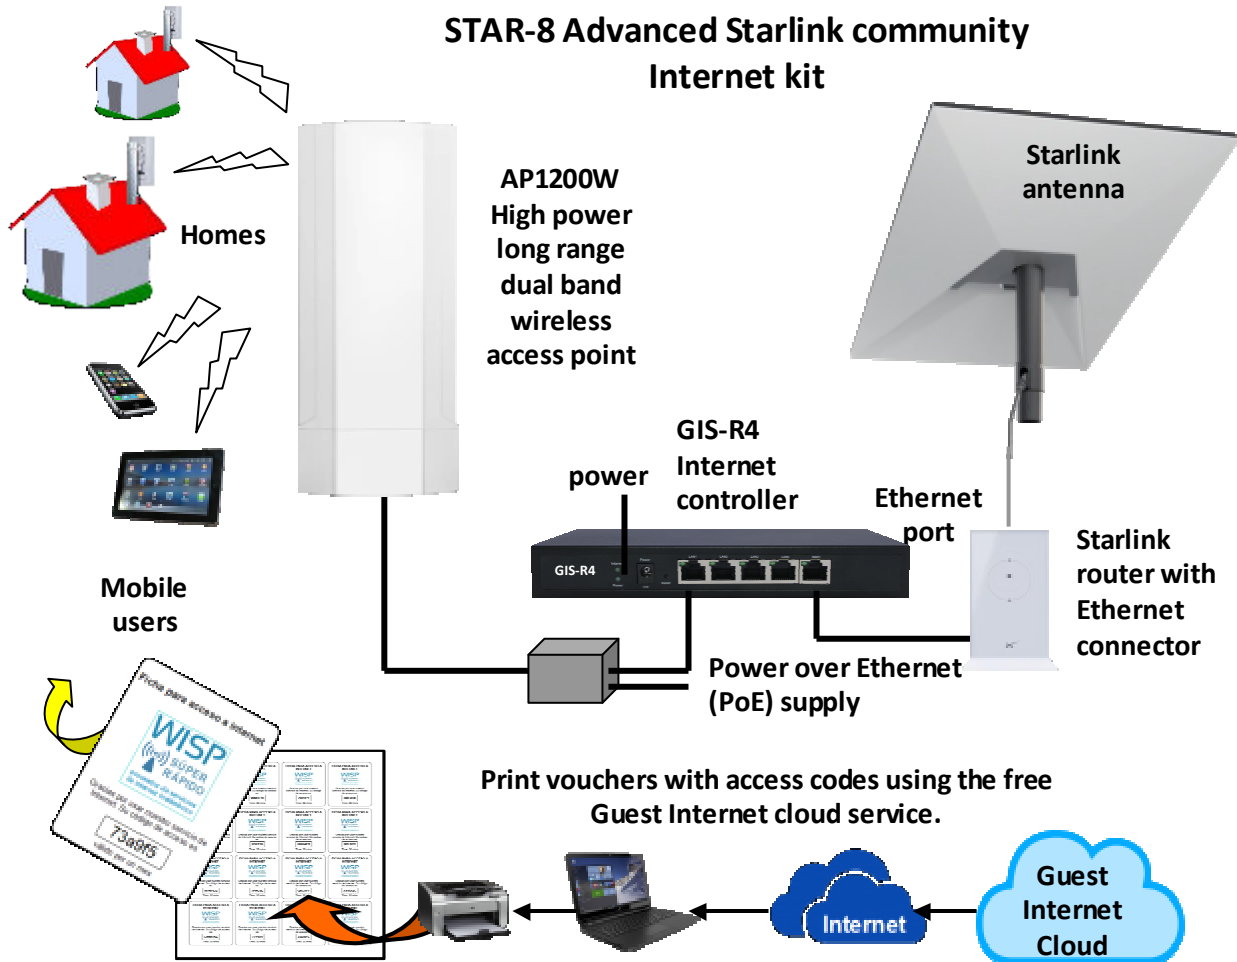 STAR-8 Advanced Starlink community
Internet kit
Starlink
antenna
AP1200W
High power
long range
dual band
wireless
access point
Homes
GIS-R4
Internet
controller
power
Ethernet
port
GIS-R4
Starlink
router with
Ethernet
connector
Mobile
users
Power over Ethernet
(PoE) supply
Ficha para acceso a Internet
WISP
SÚPER
RÁPIDO
73a9f5
Print vouchers with access codes using the free
Guest Internet cloud service.
WISP
Internet
Guest
Internet
Cloud